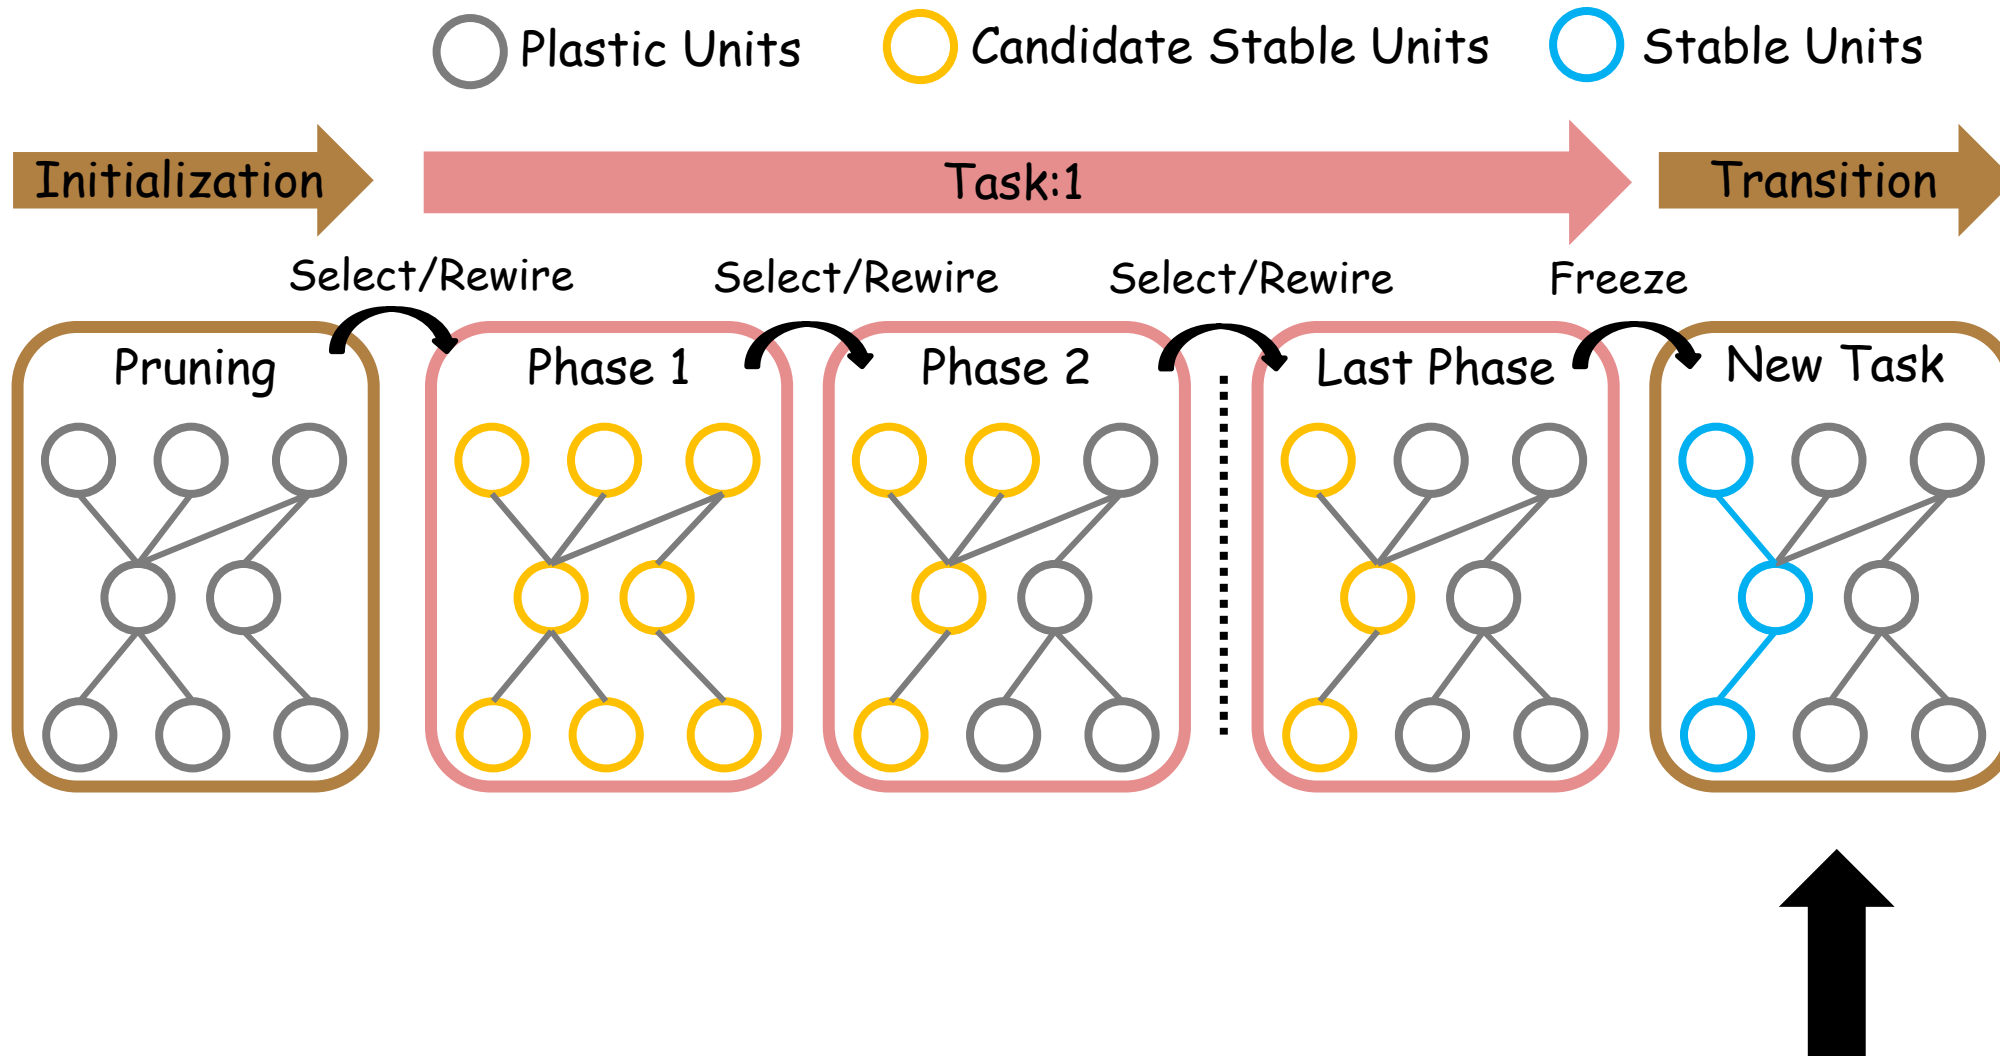 Plastic Units
Candidate Stable Units
Stable Units
Initialization
Task:1
Transition
Select/Rewire
Select/Rewire
Select/Rewire
Freeze
Pruning
Phase 1
Phase 2
Last Phase
New Task